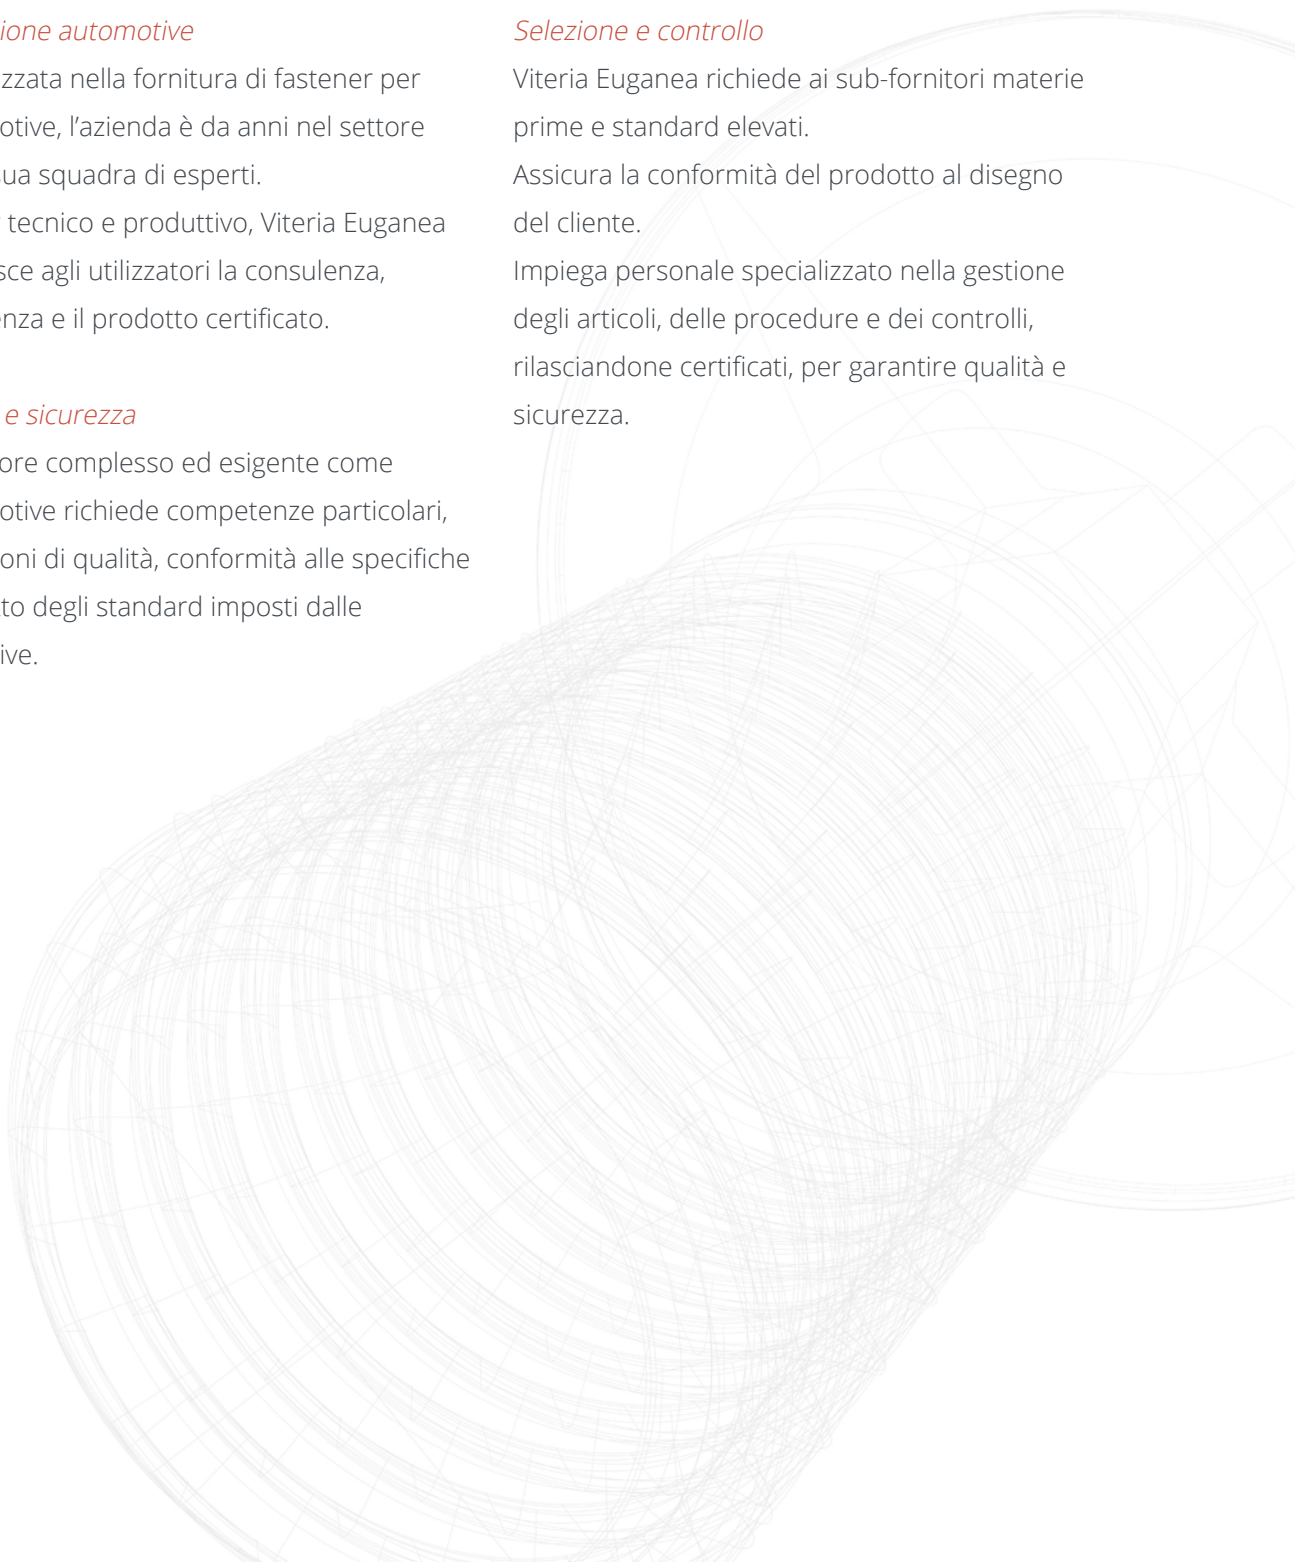 ione automotive
izzata nella fornitura di fastener per
otive, l’azienda è da anni nel settore
sua squadra di esperti.
tecnico e produttivo, Viteria Euganea
sce agli utilizzatori la consulenza,
enza e il prodotto certificato.
e sicurezza
ore complesso ed esigente come
otive richiede competenze particolari,
oni di qualità, conformità alle specifiche
to degli standard imposti dalle
ive.
Selezione e controllo
Viteria Euganea richiede ai sub-fornitori materie
prime e standard elevati.
Assicura la conformità del prodotto al disegno
del cliente.
Impiega personale specializzato nella gestione
degli articoli, delle procedure e dei controlli,
rilasciandone certificati, per garantire qualità e
sicurezza.